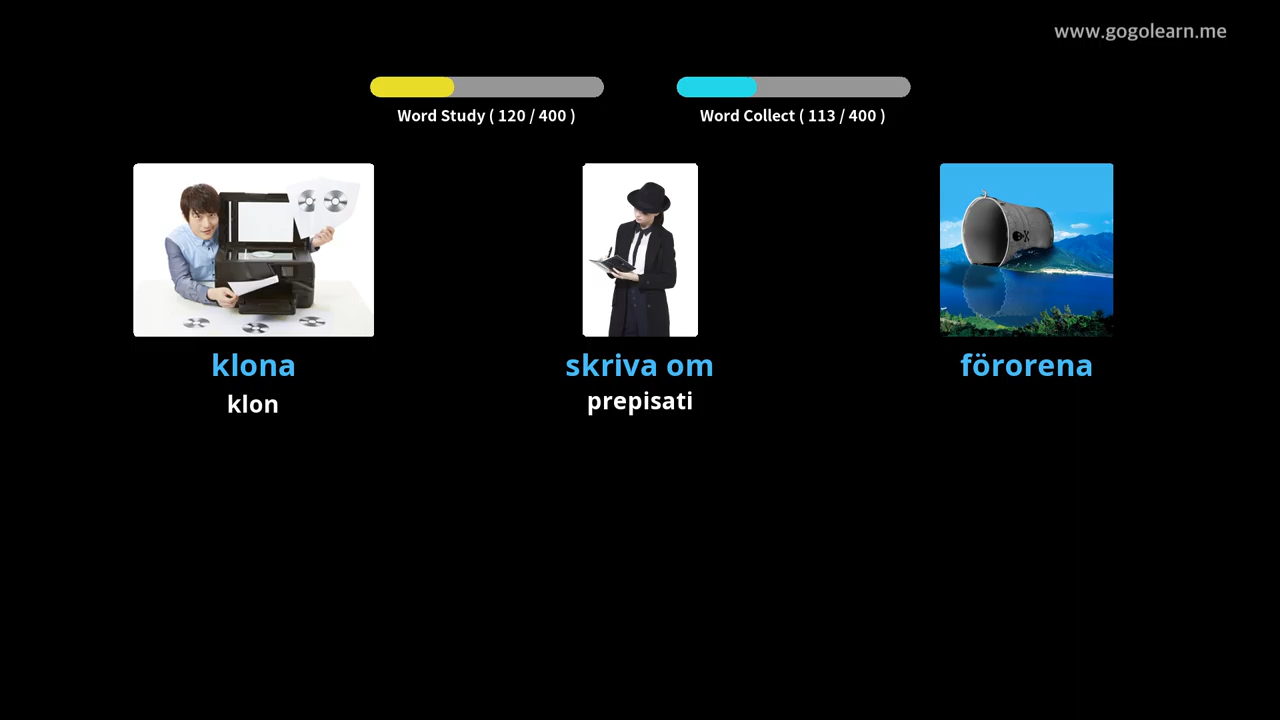 www.gogolearn.me
Word Study ( 120 / 400 )
Word Collect ( 113 / 400 )
klona
skriva om
förorena
klon
prepisati